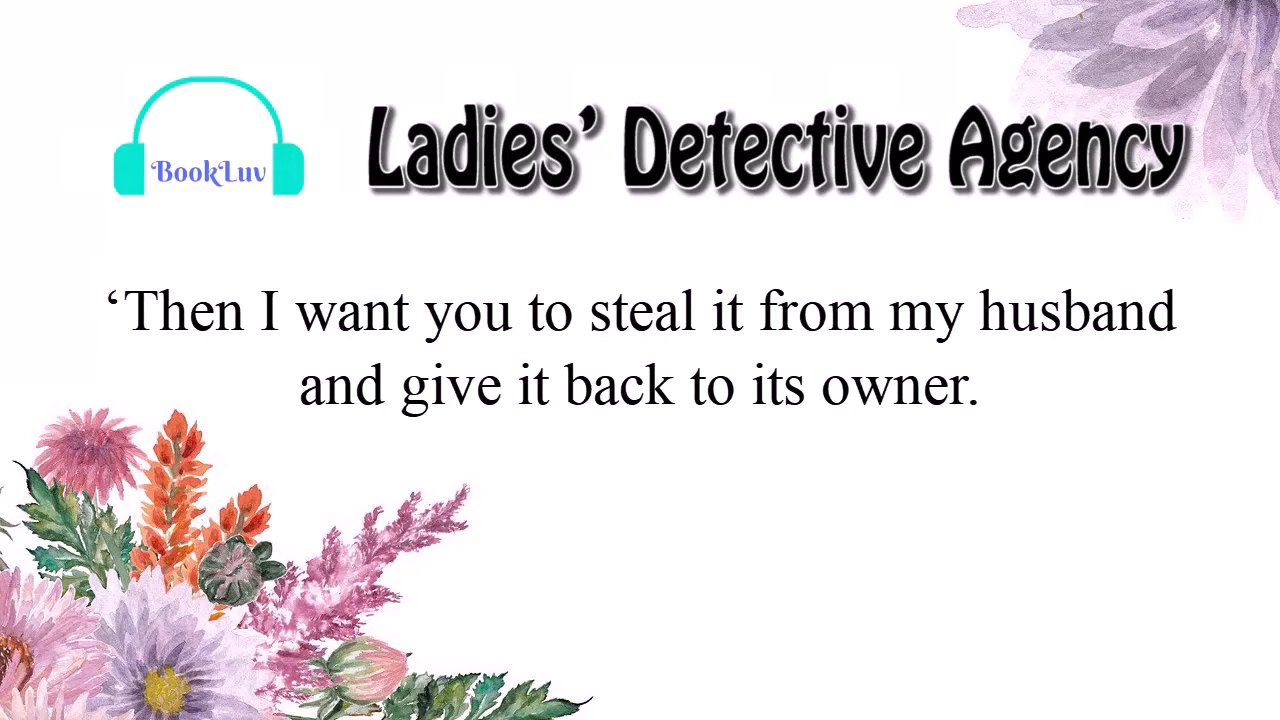 BookLuv
Ladies’ Detective Agency
‘Then I want you to steal it from my husband
and give it back to its owner.